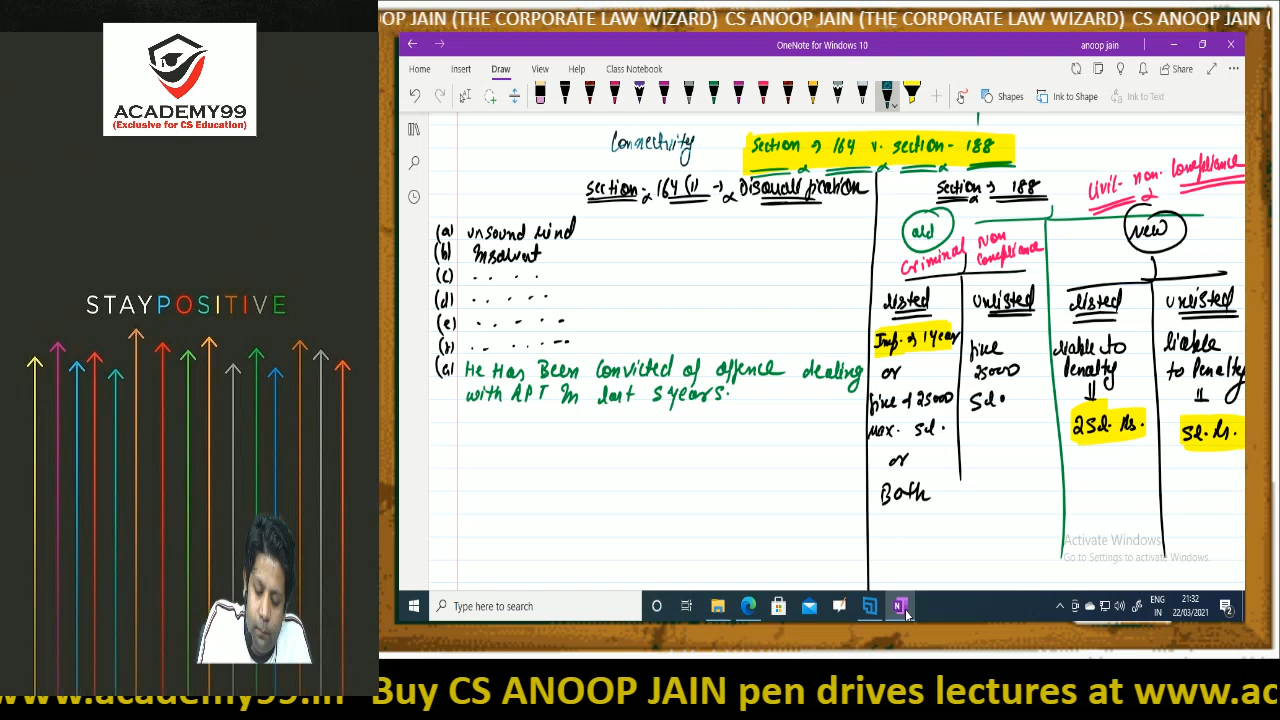 OOP JAIN (THE CORPORATE LAW WIZARD) CS ANOOP JAIN (THE CORPORATE LAW WIZARD) CS ANOOP JAIN (
ACADEMY99
(Exclusive for CS Education)
STAYPOSITIVE
OneNote for Windows 10
anoop jain
Home Insert Draw View Help Class Notebook
Share
Shapes Ink to Shape Ink to Text
Connectivity
Section → 164 v. section - 188
Section - 164 (1) → Disqualification
Section → 188
Civil- non- Compliance
(a) unsound mind
(b) Insolvent
(c) . . . . .
(d) . . . . .
(e) . . . . .
(f) . . . . .
(g) He Has Been Convicted of offence dealing
with RPT in last 5 years.
old
Criminal Non Compliance
Listed
Imp. of 1 year
or
fine of 25000
Max. 5L.
or
Both
Unlisted
fine
25000
5L.
New
Listed
Liable to
Penalty
=
25L. Rs.
Unlisted
Liable
to Penalty
=
5L. Rs.
Activate Windows
Go to Settings to activate Windows.
Type here to search
ENG
IN
21:32
22/03/2021
2
www.academy99.in Buy CS ANOOP JAIN pen drives lectures at www.ac